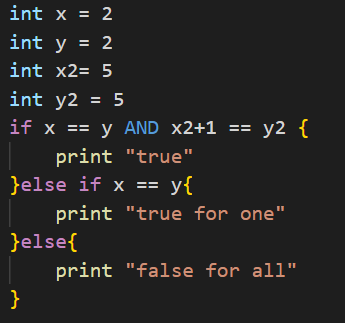 int x = 2
int y = 2
int x2= 5
int y2 = 5
if x == y AND x2+1 == y2 {
    print "true"
}else if x == y{
    print "true for one"
}else{
    print "false for all"
}